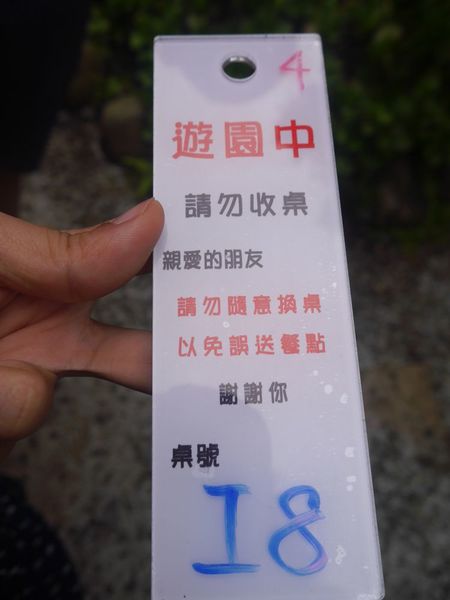 4
遊園中
請勿收桌
親愛的朋友
請勿隨意換桌
以免誤送餐點
謝謝你
桌號
I8